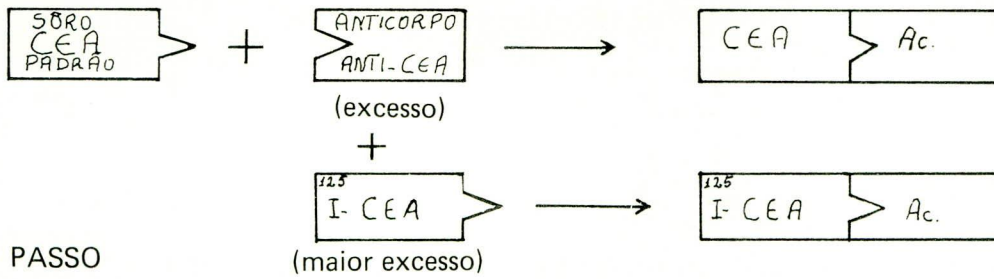 SÔRO
CEA
PADRÃO
+
ANTICORPO
ANTI-CEA
CEA
Ac.
(excesso)
+
125
I- CEA
125
I- CEA
Ac.
PASSO
(maior excesso)